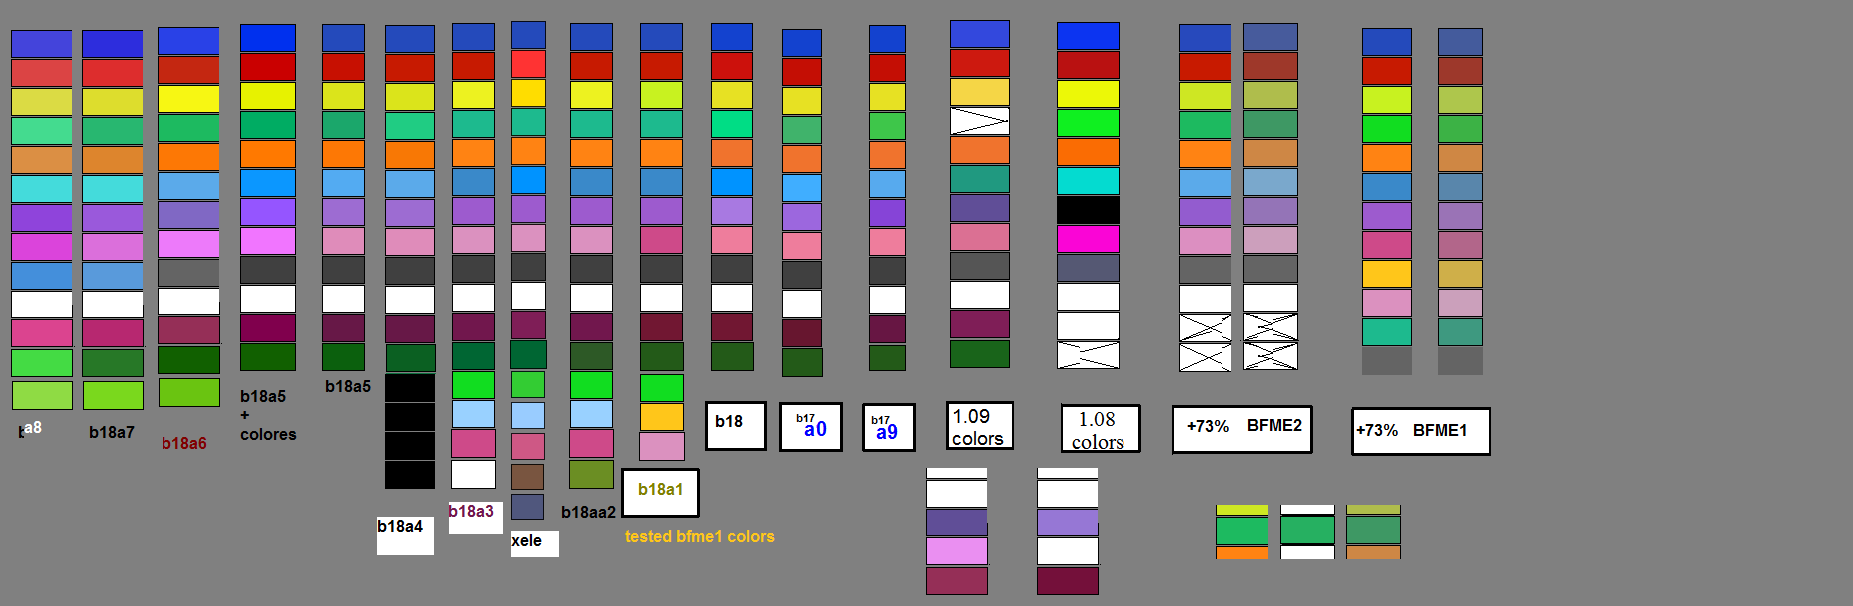 a8
b18a7
b18a6
b18a5
+
colores
b18a5
b18a4
b18a3
xele
b18aa2
b18a1
tested bfme1 colors
b18
b17
a0
b17
a9
1.09
colors
1.08
colors
+73% BFME2
+73% BFME1